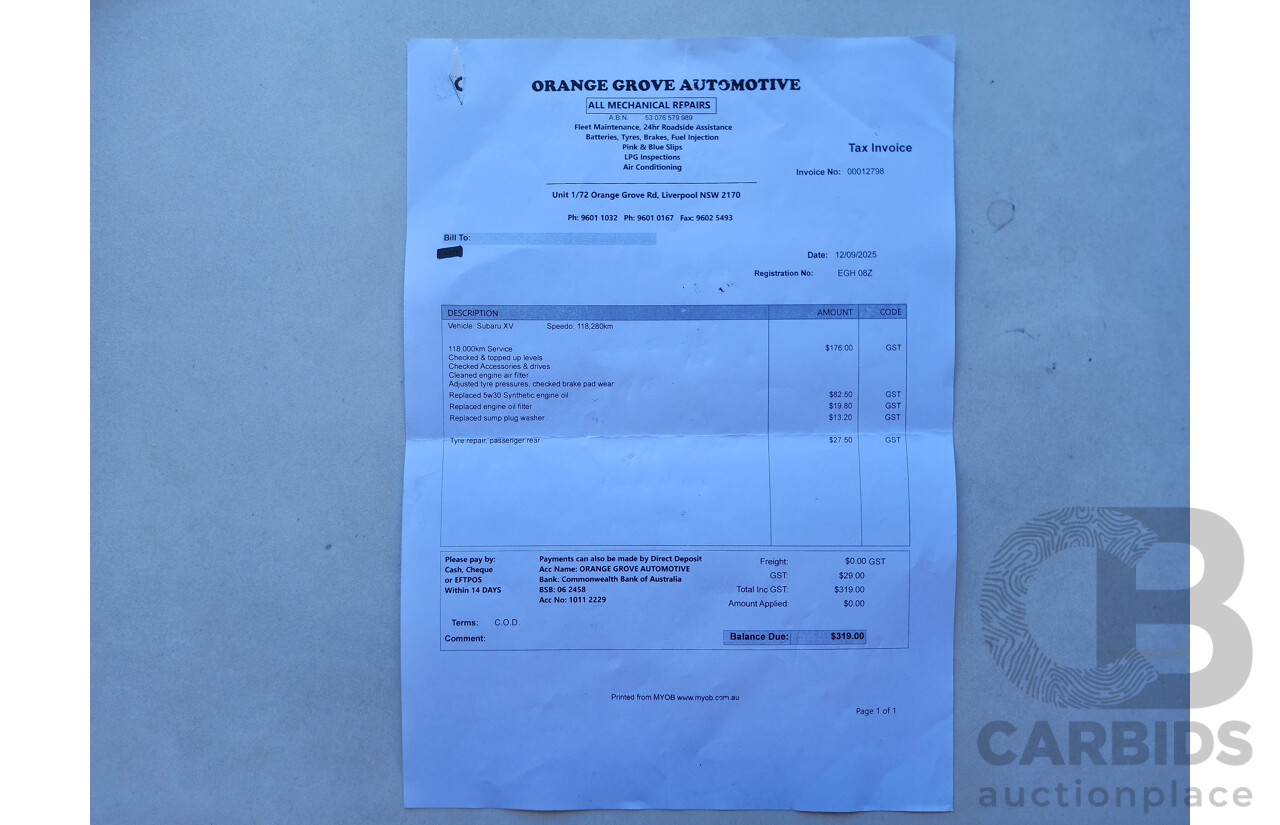 ORANGE GROVE AUTOMOTIVE
ALL MECHANICAL REPAIRS
A.B.N. 53 076 579 989
Fleet Maintenance, 24hr Roadside Assistance
Batteries, Tyres, Brakes, Fuel Injection
Pink & Blue Slips
LPG Inspections
Air Conditioning
Tax Invoice
Invoice No: 00012798
Unit 1/72 Orange Grove Rd, Liverpool NSW 2170
Ph: 9601 1032 Ph: 9601 0167 Fax: 9602 5493
Bill To:
Date: 12/09/2025
Registration No: EGH 08Z
DESCRIPTION AMOUNT CODE
Vehicle: Subaru XV Speedo: 118,280km
118,000km Service $176.00 GST
Checked & topped up levels
Checked Accessories & drives
Cleaned engine air filter
Adjusted tyre pressures, checked brake pad wear
Replaced 5w30 Synthetic engine oil $82.50 GST
Replaced engine oil filter $19.80 GST
Replaced sump plug washer $13.20 GST
Tyre repair, passenger rear $27.50 GST
Please pay by:
Cash, Cheque
or EFTPOS
Within 14 DAYS
Payments can also be made by Direct Deposit
Acc Name: ORANGE GROVE AUTOMOTIVE
Bank: Commonwealth Bank of Australia
BSB: 06 2458
Acc No: 1011 2229
Freight: $0.00 GST
GST: $29.00
Total Inc GST: $319.00
Amount Applied: $0.00
Terms: C.O.D.
Comment:
Balance Due: $319.00
Printed from MYOB www.myob.com.au
Page 1 of 1
CARBIDS
auctionplace